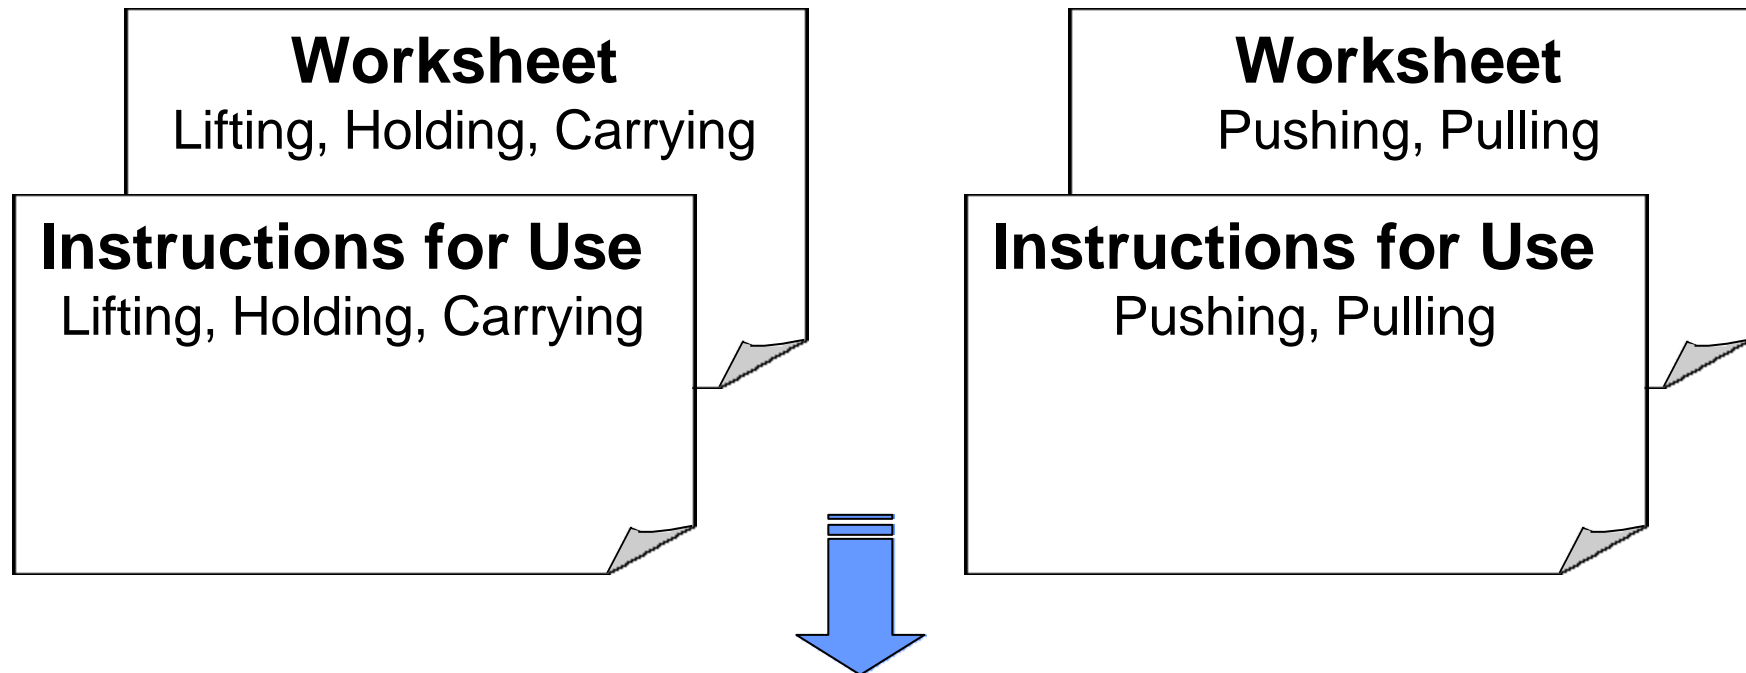 Worksheet
Lifting, Holding, Carrying
Instructions for Use
Lifting, Holding, Carrying
Worksheet
Pushing, Pulling
Instructions for Use
Pushing, Pulling